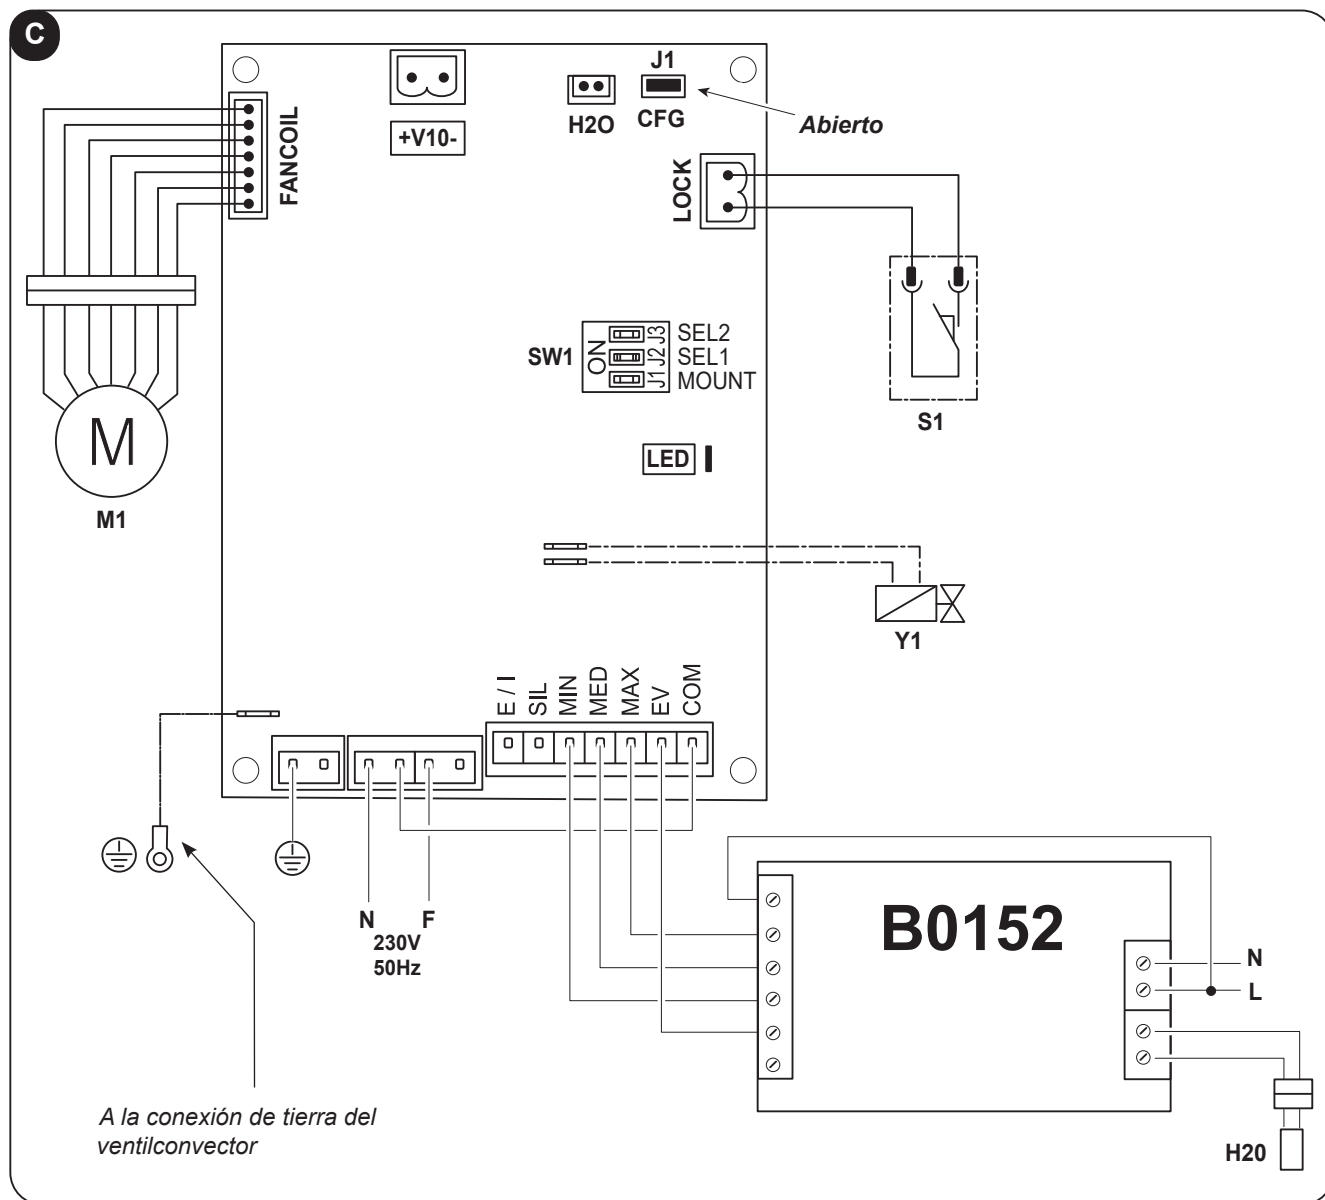 C
J1
H2O
CFG
Abierto
+V10-
FANCOIL
LOCK
SW1
ON
J3 SEL2
J2 SEL1
J1 MOUNT
S1
LED
M
M1
Y1
E / I
SIL
MIN
MED
MAX
EV
COM
N F
230V
50Hz
B0152
N
L
A la conexión de tierra del
ventilconvector
H20